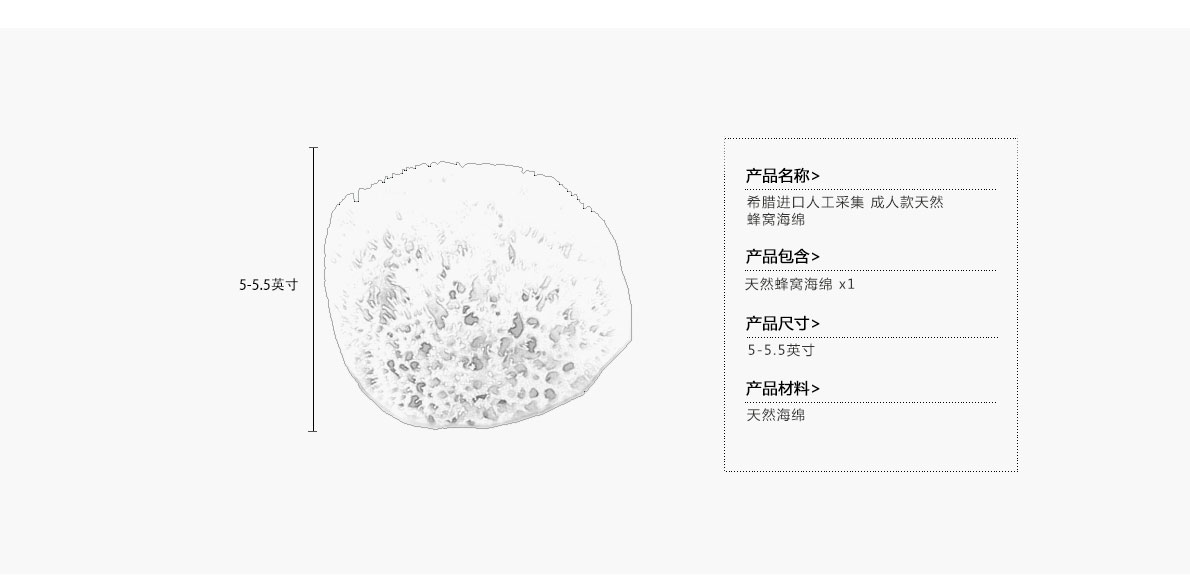 5-5.5英寸
产品名称>
希腊进口人工采集 成人款天然
蜂窝海绵
产品包含>
天然蜂窝海绵 x1
产品尺寸>
5-5.5英寸
产品材料>
天然海绵